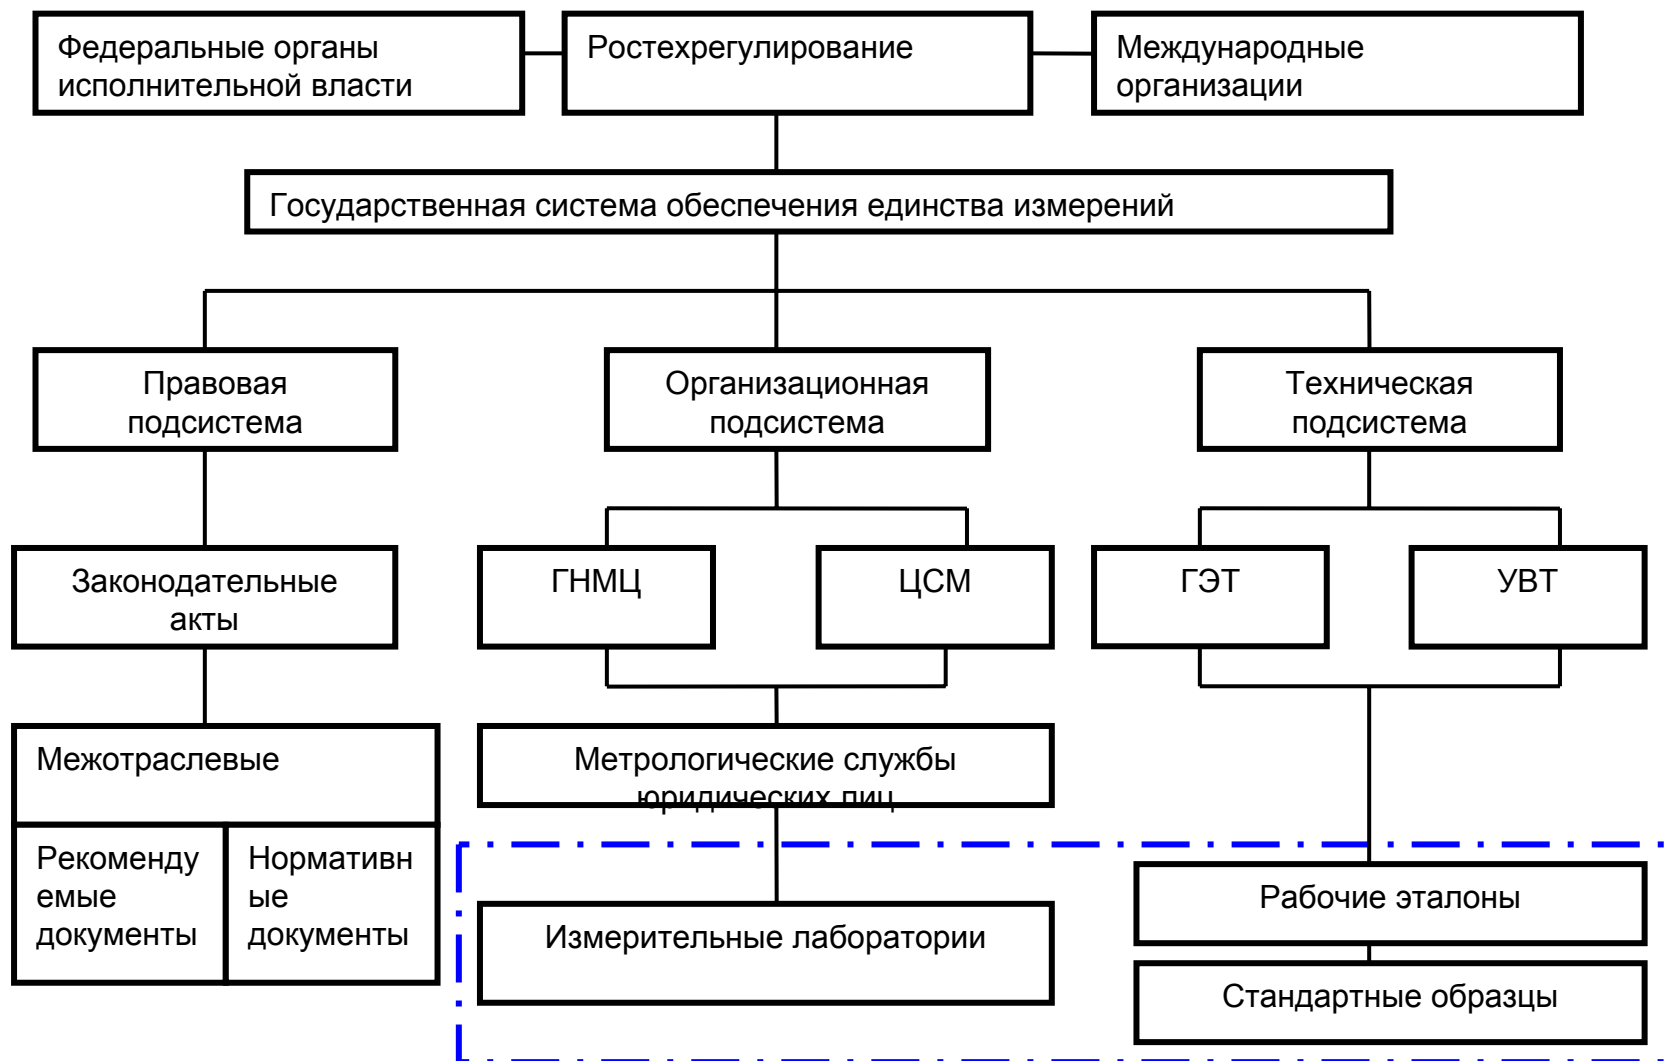 Федеральные органы
исполнительной власти
Ростехрегулирование
Международные
организации
Государственная система обеспечения единства измерений
Правовая
подсистема
Организационная
подсистема
Техническая
подсистема
Законодательные
акты
ГНМЦ
ЦСМ
ГЭТ
УВТ
Межотраслевые
Метрологические службы
юридических лиц
Рекоменду
емые
документы
Нормативн
ые
документы
Измерительные лаборатории
Рабочие эталоны
Стандартные образцы